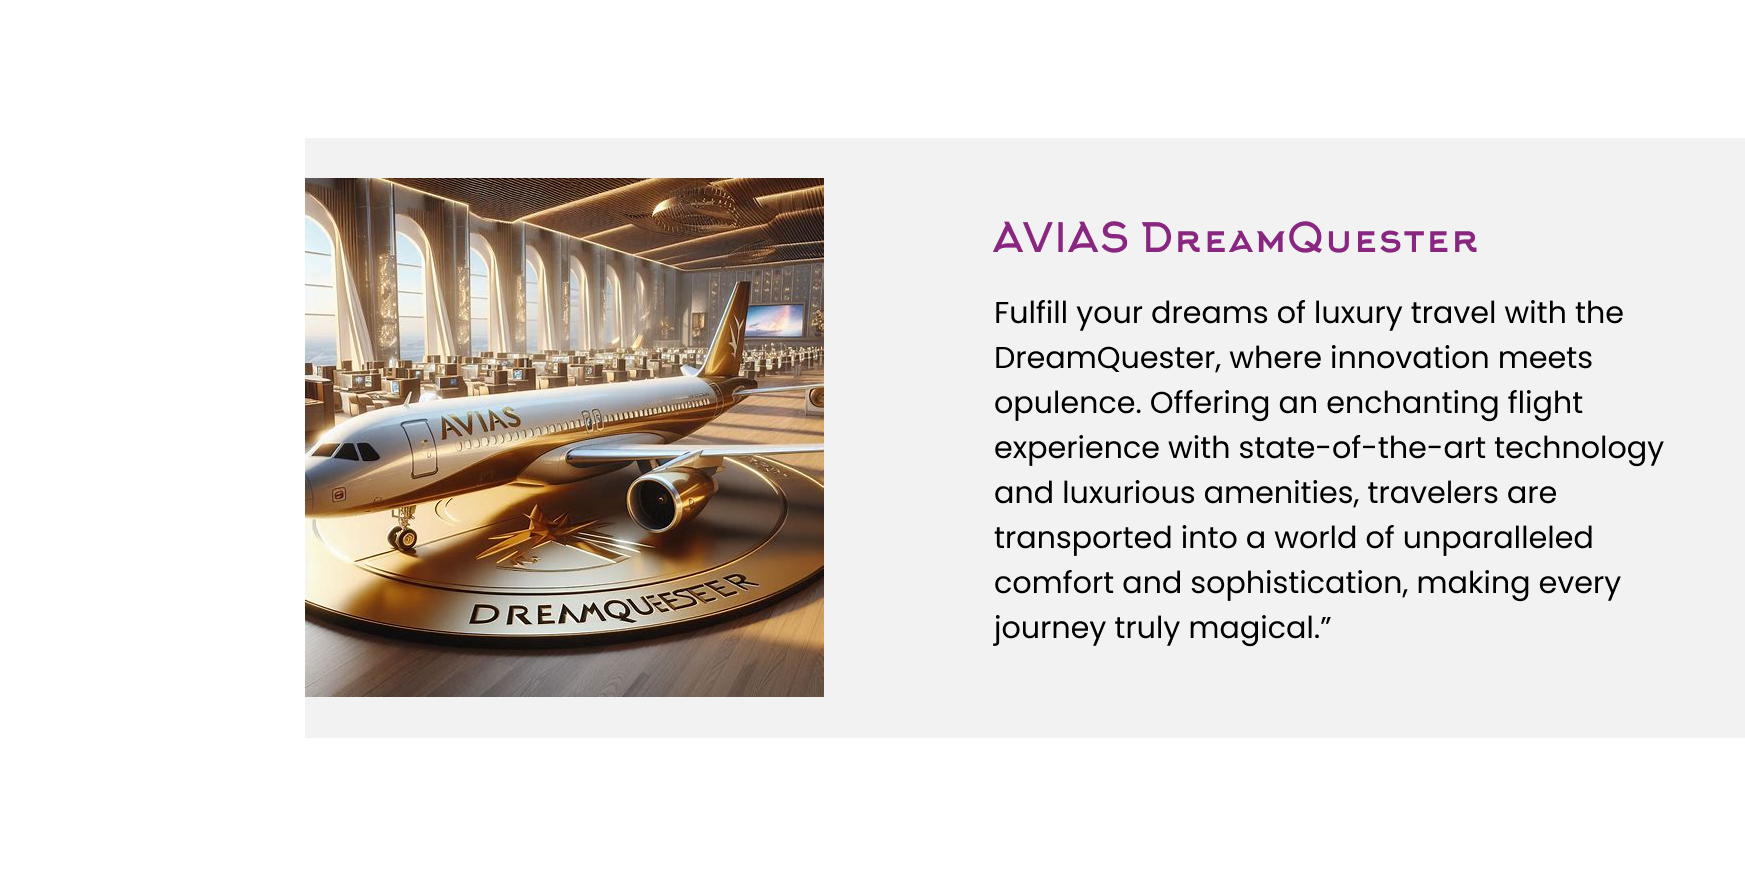 AVIAS DREAMQUESTER
Fulfill your dreams of luxury travel with the
DreamQuester, where innovation meets
opulence. Offering an enchanting flight
experience with state-of-the-art technology
and luxurious amenities, travelers are
transported into a world of unparalleled
comfort and sophistication, making every
journey truly magical.”
AVIAS
DREAMQUEESTEER